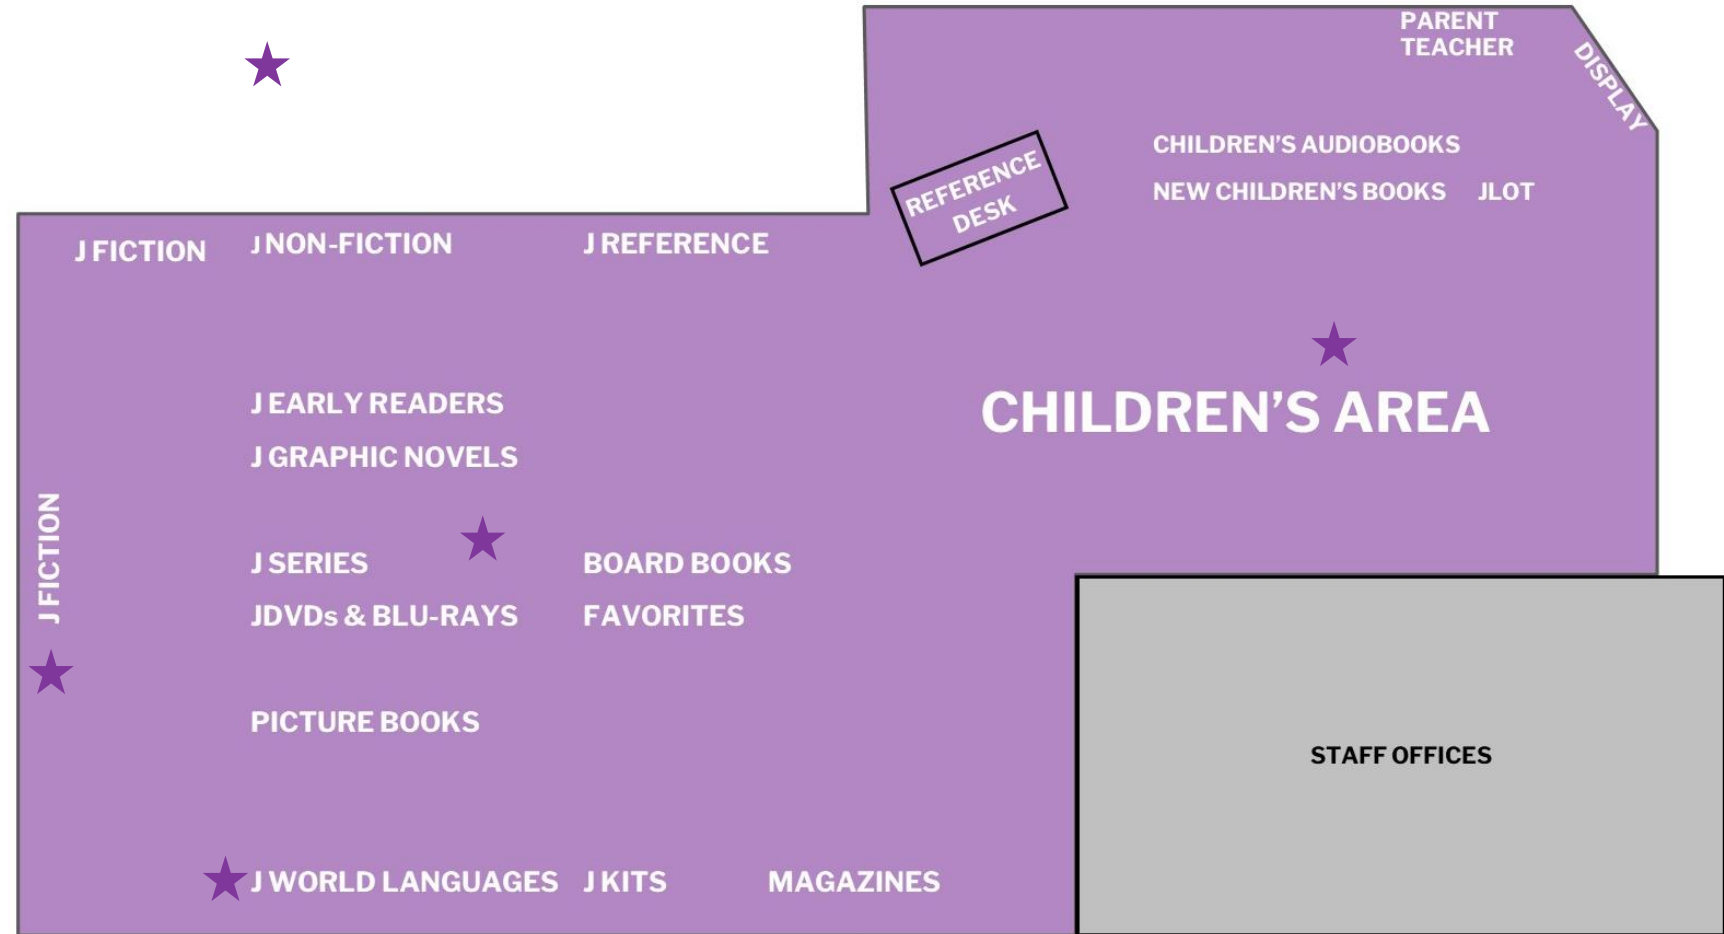 PARENT
TEACHER
DISPLAY
CHILDREN'S AUDIOBOOKS
NEW CHILDREN'S BOOKS JLOT
REFERENCE
DESK
J FICTION J NON-FICTION J REFERENCE
J EARLY READERS
CHILDREN'S AREA
J GRAPHIC NOVELS
J FICTION
J SERIES BOARD BOOKS
JDVDs & BLU-RAYS FAVORITES
PICTURE BOOKS
STAFF OFFICES
J WORLD LANGUAGES J KITS MAGAZINES